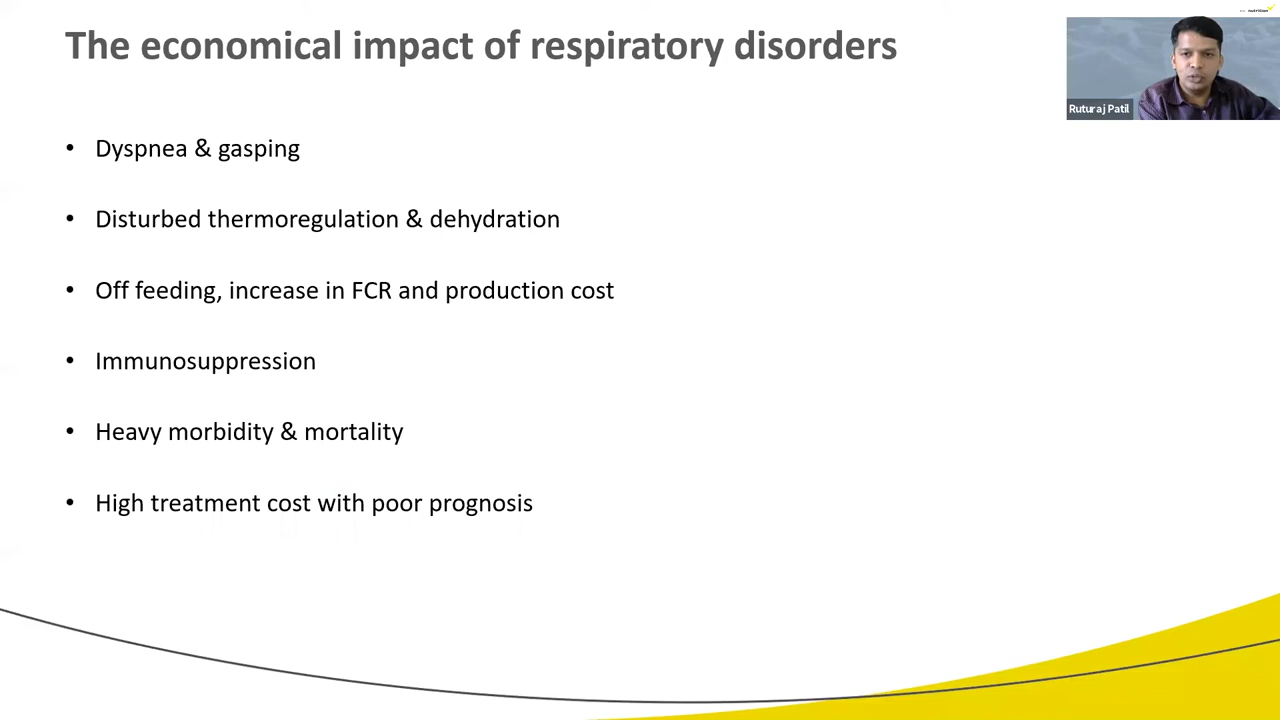 nutrition
The economical impact of respiratory disorders
Ruturaj Patil
• Dyspnea & gasping
• Disturbed thermoregulation & dehydration
• Off feeding, increase in FCR and production cost
• Immunosuppression
• Heavy morbidity & mortality
• High treatment cost with poor prognosis